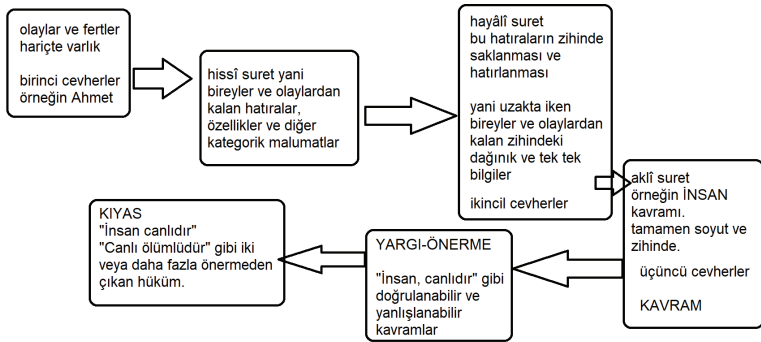 olaylar ve fertler
hariçte varlık
birinci cevherler
örneğin Ahmet
hissî suret yani
bireyler ve olaylardan
kalan hatıralar,
özellikler ve diğer
kategorik malumatlar
hayâlî suret
bu hatıraların zihinde
saklanması ve
hatırlanması
yani uzakta iken
bireyler ve olaylardan
kalan zihindeki
dağınık ve tek tek
bilgiler
ikincil cevherler
aklî suret
örneğin İNSAN
kavramı.
tamamen soyut ve
zihinde.
üçüncü cevherler
KAVRAM
YARGI-ÖNERME
"İnsan, canlıdır" gibi
doğrulanabilir ve
yanlışlanabilir
kavramlar
KIYAS
"İnsan canlıdır"
"Canlı ölümlüdür" gibi iki
veya daha fazla önermeden
çıkan hüküm.